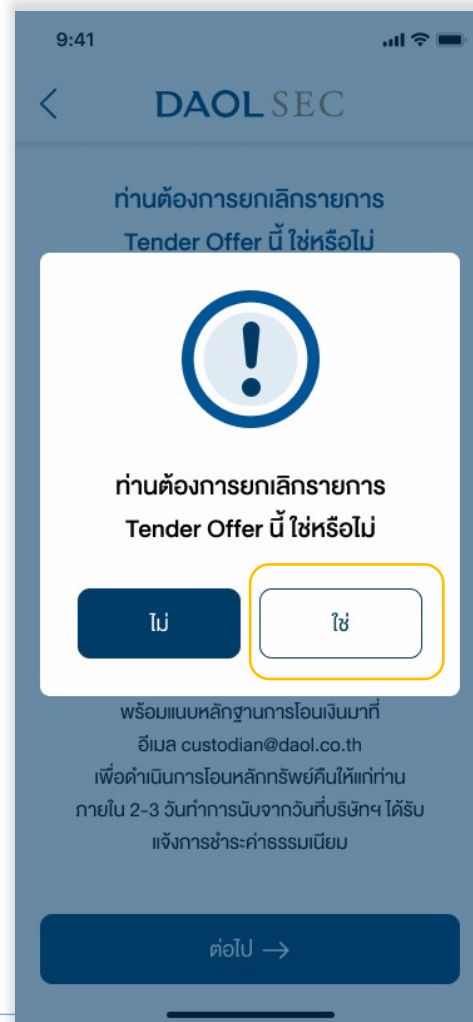 9:41
DAOL SEC
ท่านต้องการยกเลิกรายการ
Tender Offer นี้ ใช่หรือไม่
ท่านต้องการยกเลิกรายการ
Tender Offer นี้ ใช่หรือไม่
ไม่
ใช่
พร้อมแนบหลักฐานการโอนเงินมาที่
อีเมล custodian@daol.co.th
เพื่อดำเนินการโอนหลักทรัพย์คืนให้แก่ท่าน
ภายใน 2-3 วันทำการนับจากวันที่บริษัทฯ ได้รับ
แจ้งการชำระค่าธรรมเนียม
ต่อไป →